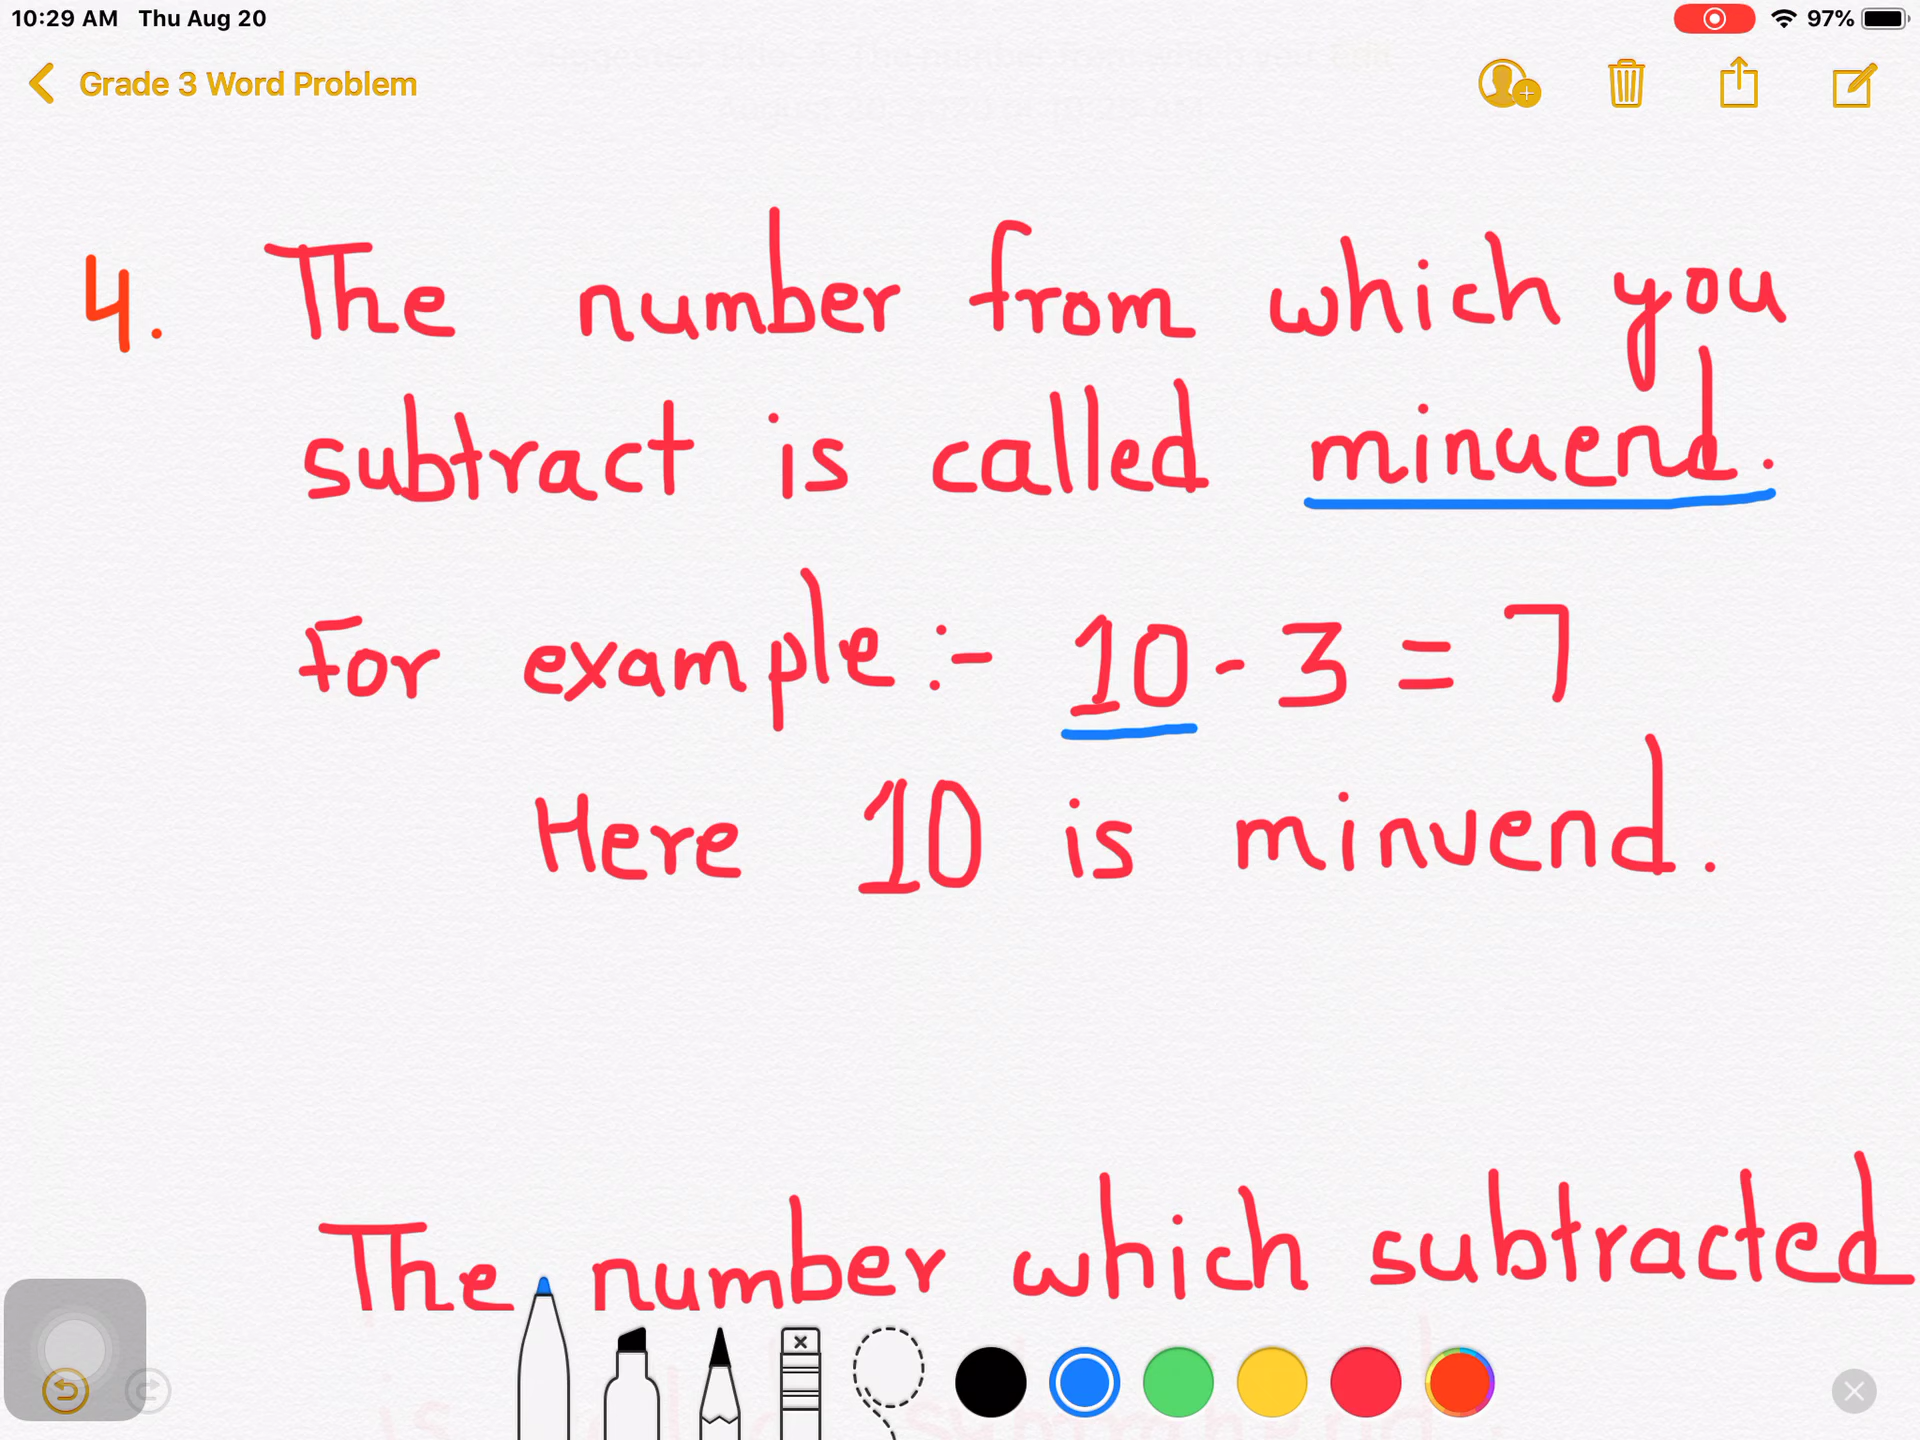 10:29 AM Thu Aug 20
97%
Grade 3 Word Problem
4. The number from which you
subtract is called minuend.
For example :- 10 - 3 = 7
Here 10 is minuend.
The number which subtracted
is